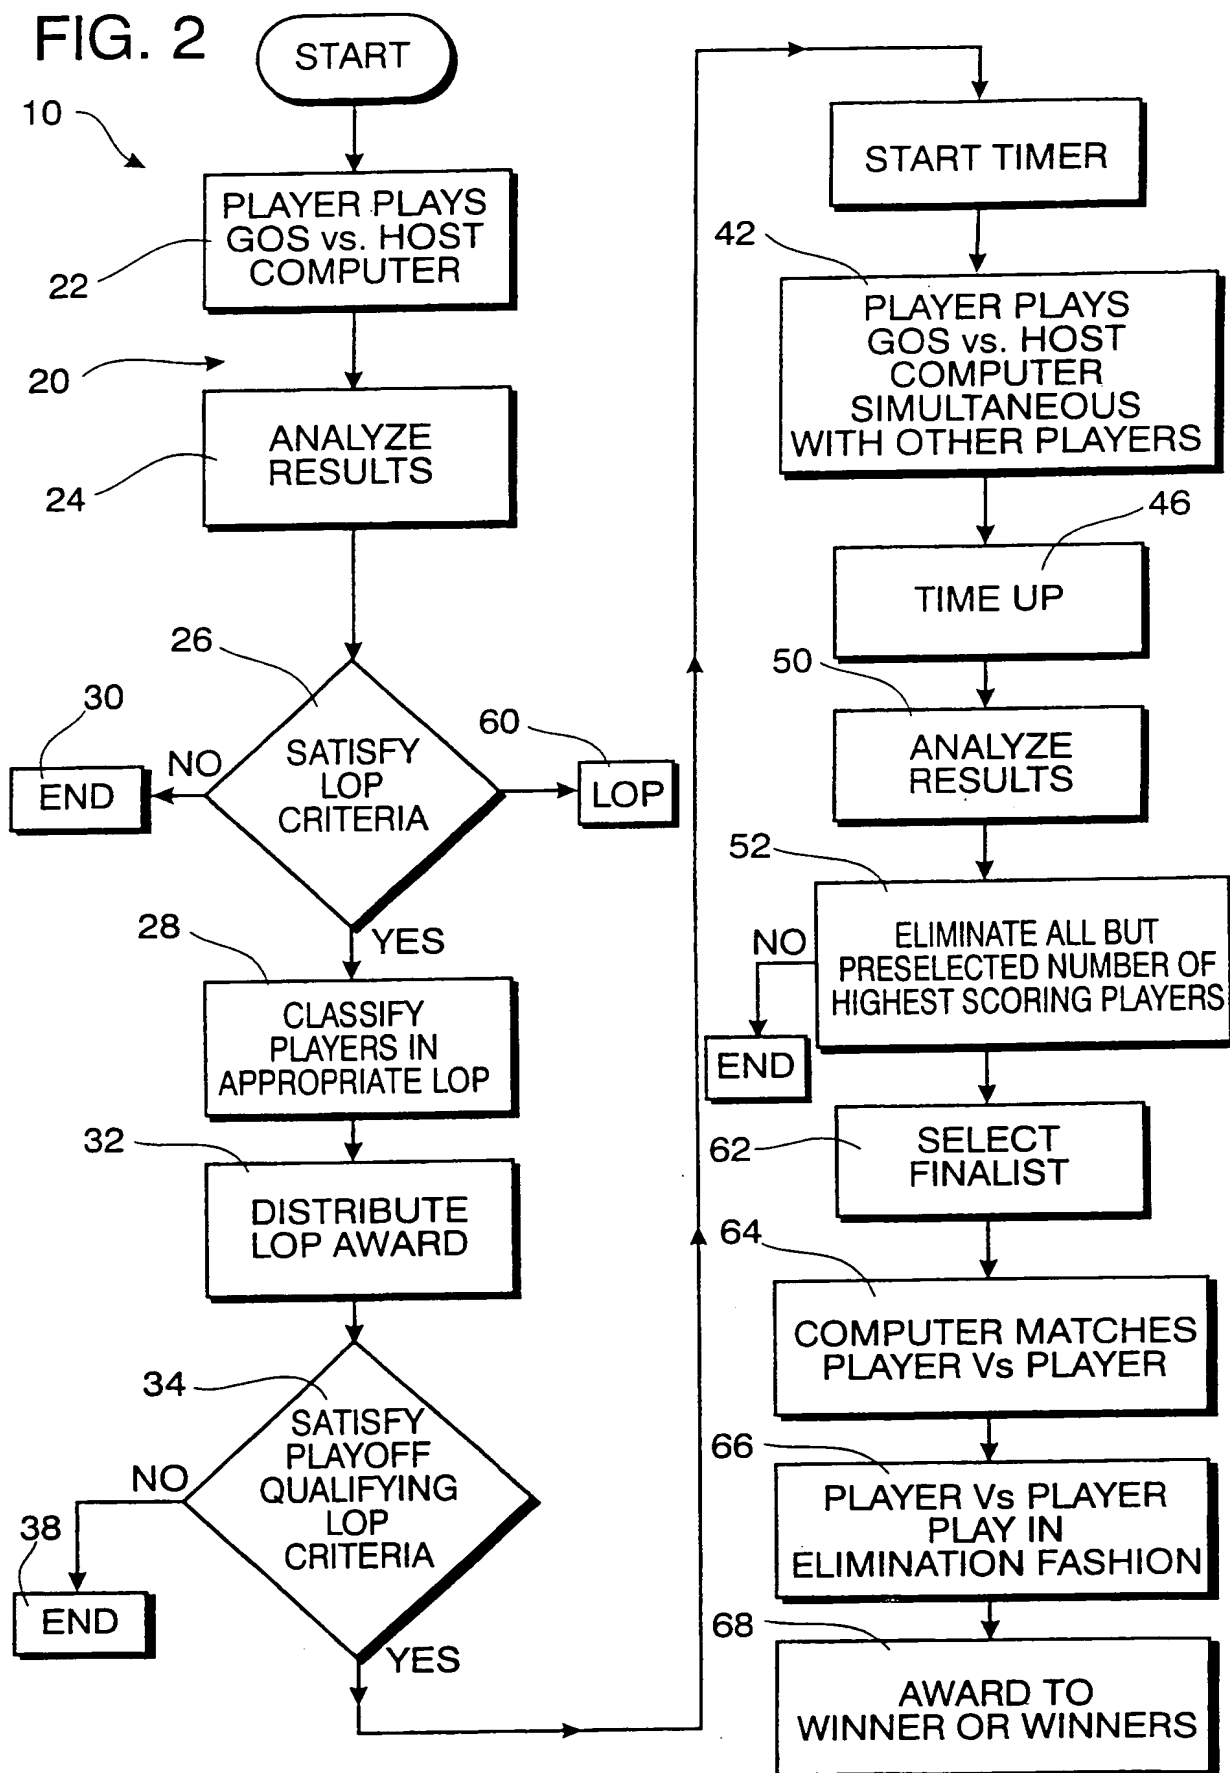 FIG. 2
START
10
PLAYER PLAYS
GOS vs. HOST
COMPUTER
22
20
ANALYZE
RESULTS
24
26
SATISFY
LOP
CRITERIA
NO
30
END
60
LOP
YES
28
CLASSIFY
PLAYERS IN
APPROPRIATE LOP
32
DISTRIBUTE
LOP AWARD
34
SATISFY
PLAYOFF
QUALIFYING
LOP
CRITERIA
NO
38
END
YES
START TIMER
42
PLAYER PLAYS
GOS vs. HOST
COMPUTER
SIMULTANEOUS
WITH OTHER PLAYERS
46
TIME UP
50
ANALYZE
RESULTS
52
ELIMINATE ALL BUT
PRESELECTED NUMBER OF
HIGHEST SCORING PLAYERS
NO
END
62
SELECT
FINALIST
64
COMPUTER MATCHES
PLAYER Vs PLAYER
66
PLAYER Vs PLAYER
PLAY IN
ELIMINATION FASHION
68
AWARD TO
WINNER OR WINNERS